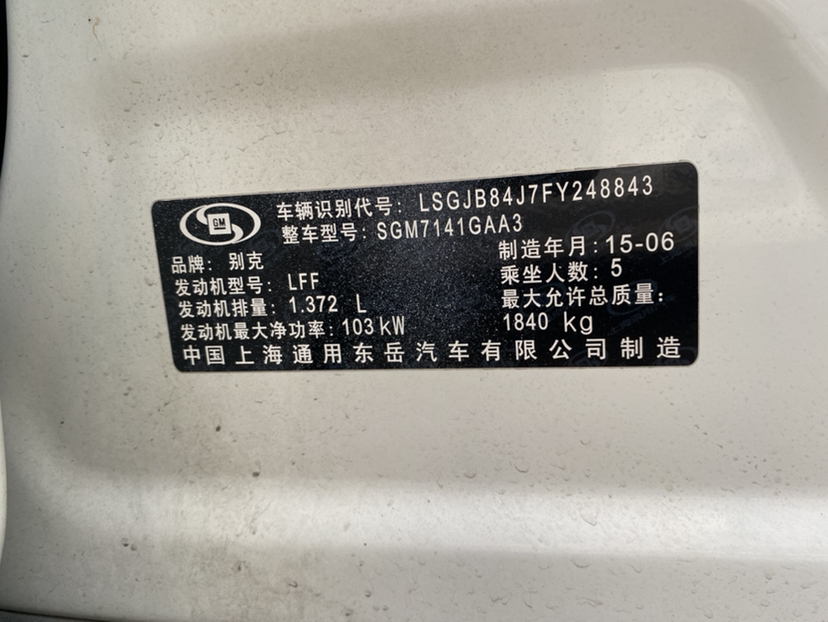 GM
车辆识别代号: LSGJB84J7FY248843
整车型号: SGM7141GAA3
品牌: 别克
制造年月: 15-06
发动机型号: LFF
乘坐人数: 5
发动机排量: 1.372 L
最大允许总质量:
发动机最大净功率: 103kW
1840 kg
中国上海通用东岳汽车有限公司制造